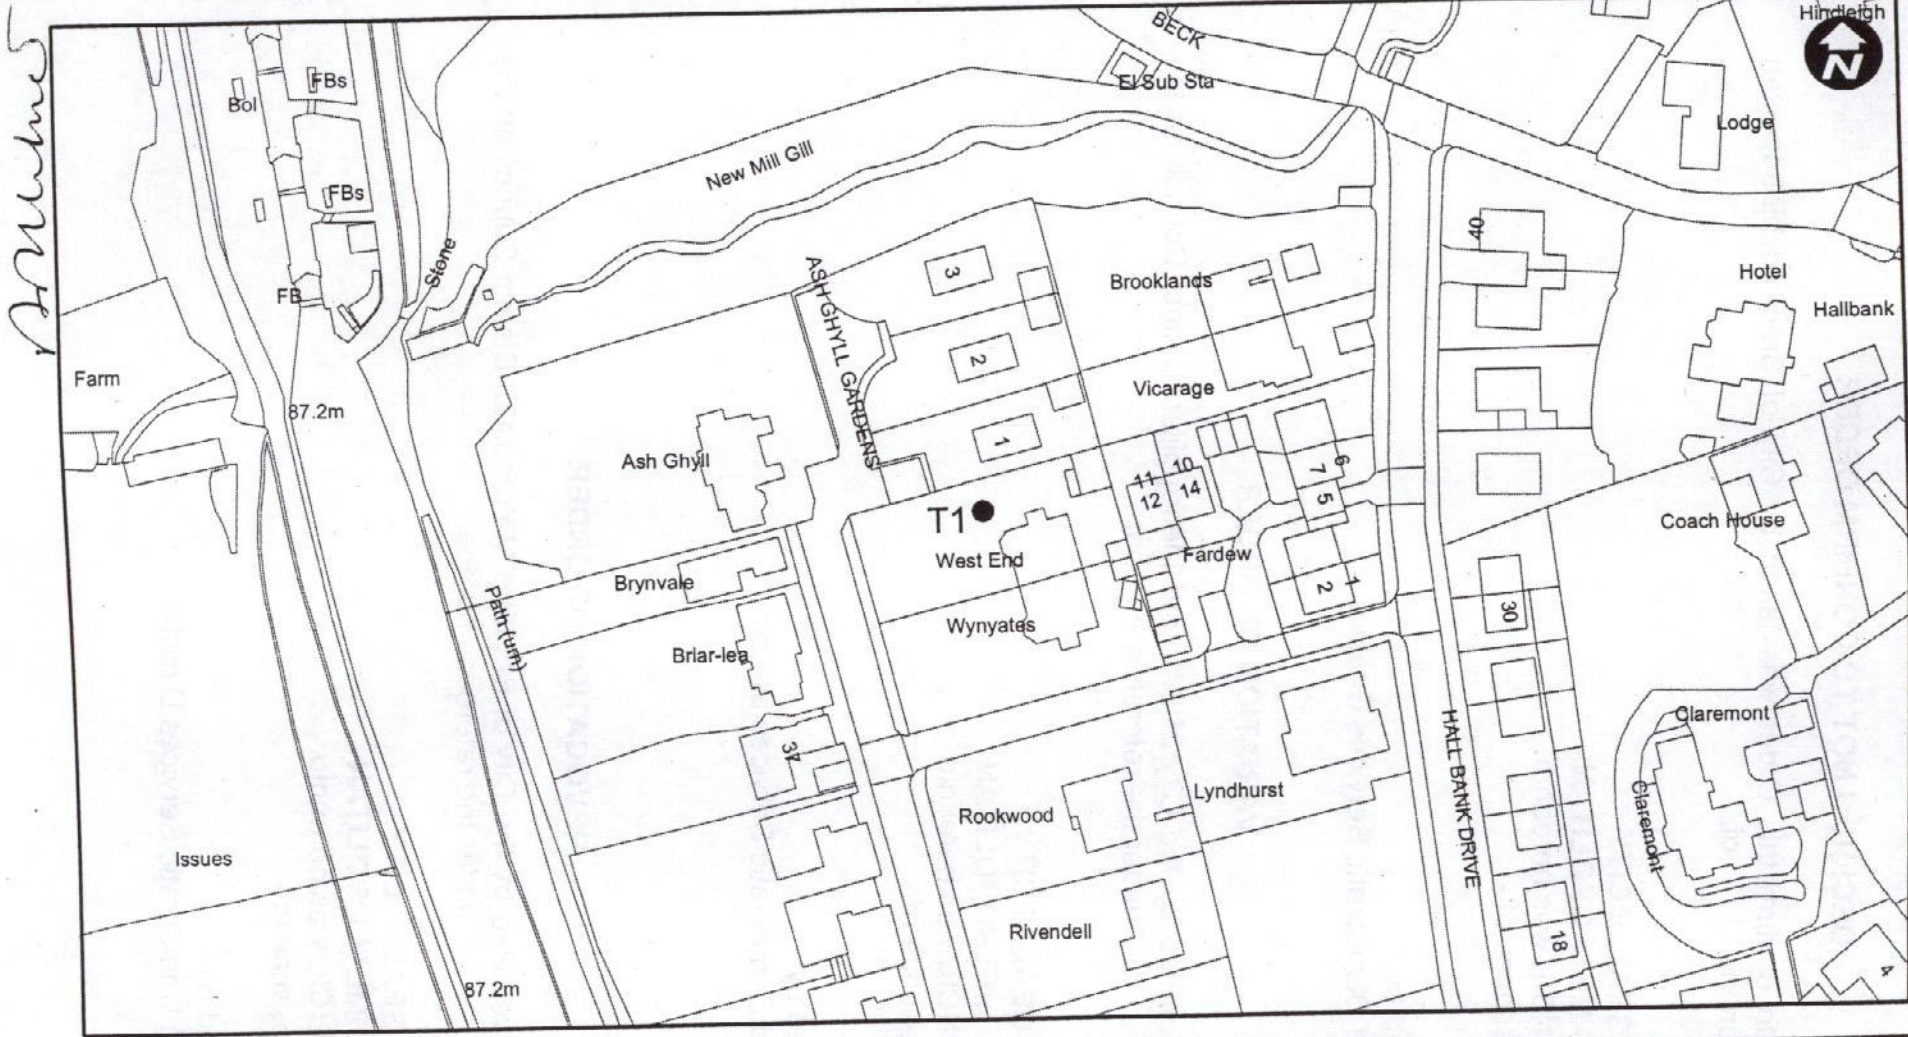 Hindleigh
N
BECK
El Sub Sta
FBs
Bol
Lodge
New Mill Gill
FBs
40
Stone
ASH GHYLL GARDENS
3
Brooklands
Hotel
FB
Hallbank
2
Farm
Vicarage
87.2m
1
Ash Ghyll
10
6
11
7
12
14
5
T1
Coach House
West End
Fardew
Brynvale
1
2
30
Path (um)
Wynyates
Briar-lea
Claremont
37
HALL BANK DRIVE
Lyndhurst
Rookwood
Claremont
Issues
Rivendell
18
4
87.2m